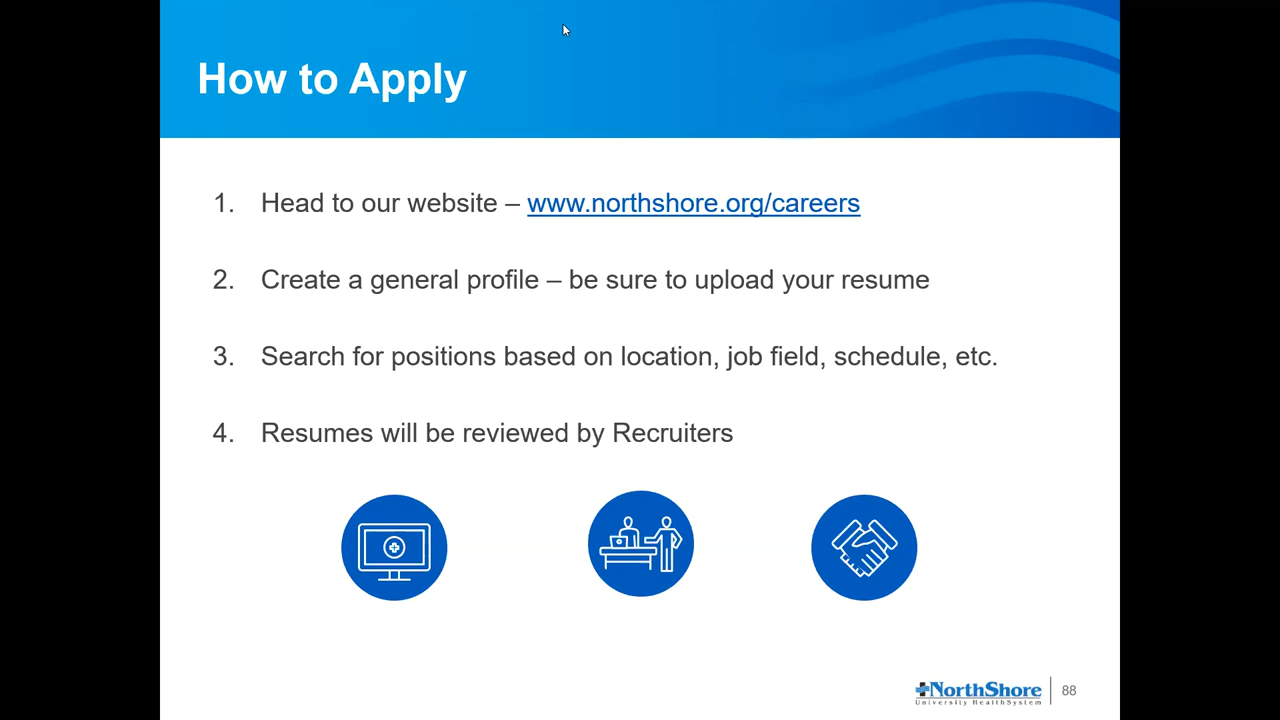 How to Apply
1. Head to our website – www.northshore.org/careers
2. Create a general profile – be sure to upload your resume
3. Search for positions based on location, job field, schedule, etc.
4. Resumes will be reviewed by Recruiters
NorthShore
University HealthSystem
88